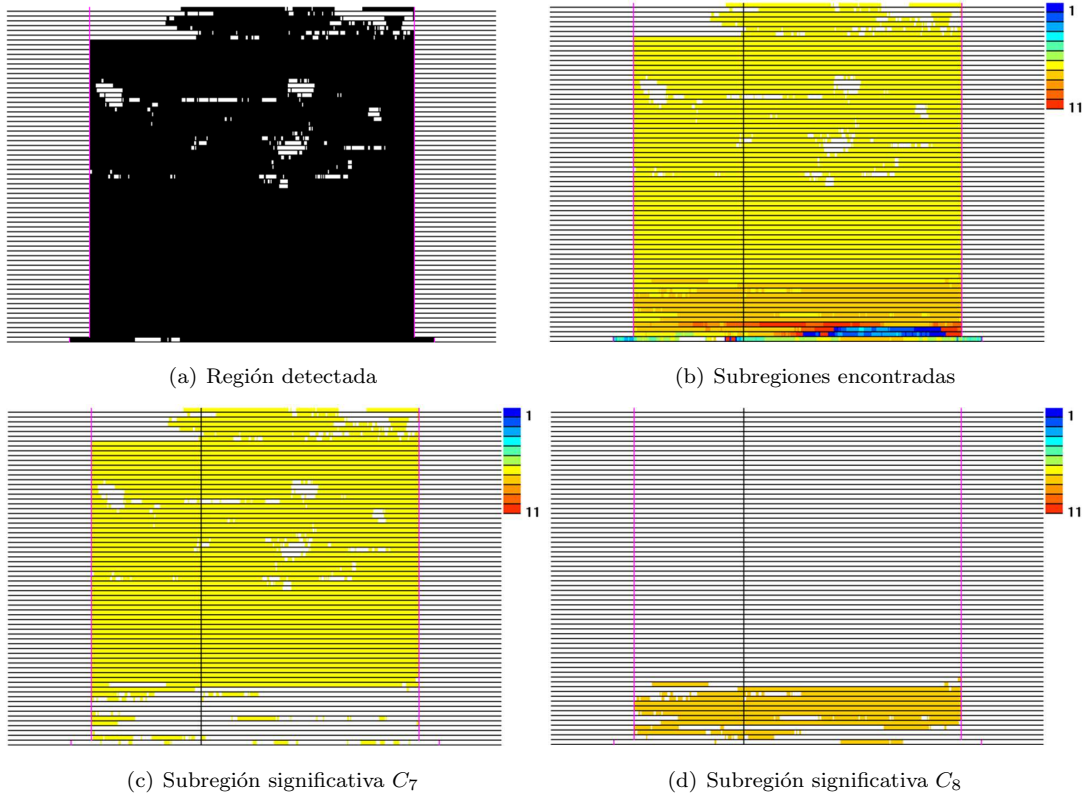 1
11
(a) Región detectada
(b) Subregiones encontradas
1
11
1
11
(c) Subregión significativa C7
(d) Subregión significativa C8